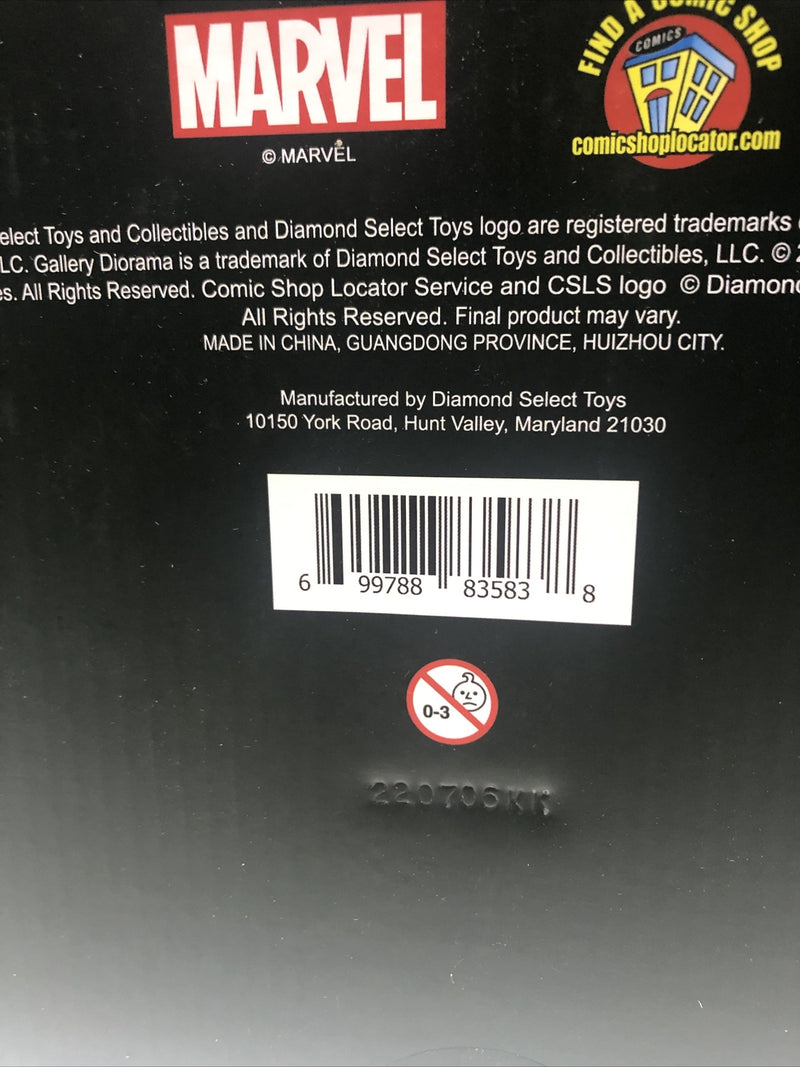 MARVEL
FIND A COMIC SHOP
COMICS
comicshoplocator.com
© MARVEL
elect Toys and Collectibles and Diamond Select Toys logo are registered trademarks
LC. Gallery Diorama is a trademark of Diamond Select Toys and Collectibles, LLC. ©
es. All Rights Reserved. Comic Shop Locator Service and CSLS logo © Diamond
All Rights Reserved. Final product may vary.
MADE IN CHINA, GUANGDONG PROVINCE, HUIZHOU CITY.
Manufactured by Diamond Select Toys
10150 York Road, Hunt Valley, Maryland 21030
6 99788 83583 8
0-3
220706KK